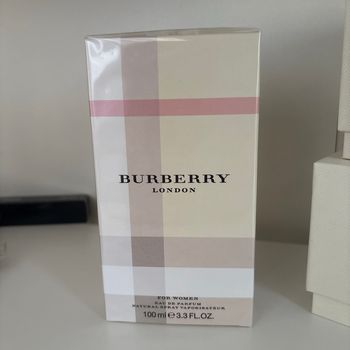 BURBERRY
LONDON
FOR WOMEN
EAU DE PARFUM
NATURAL SPRAY VAPORISATEUR
100 ml ℮ 3.3 FL.OZ.